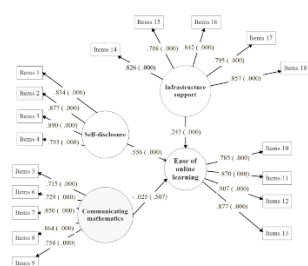 Items 15
Items 16
Items 14
.708 ( .000)
.842 ( .000)
Items 17
.826 ( .000)
.795 ( .000)
Items 18
Infrastructure
support
.857 ( .000)
Items 1
.834 ( .000)
Items 2
.877 ( .000)
Items 3
.890 ( .000)
Items 4
.703 ( .000)
Self-disclosure
.243 ( .000)
.556 ( .000)
Ease of
online
learning
.785 ( .000)
Items 10
.870 ( .000)
Items 11
.907 ( .000)
Items 12
.877 ( .000)
Items 13
Items 5
.715 ( .000)
Items 6
.729 ( .000)
Items 7
.850 ( .000)
Items 8
.864 ( .000)
Items 9
.758 ( .000)
Communicating
mathematics
-.025 (.587)